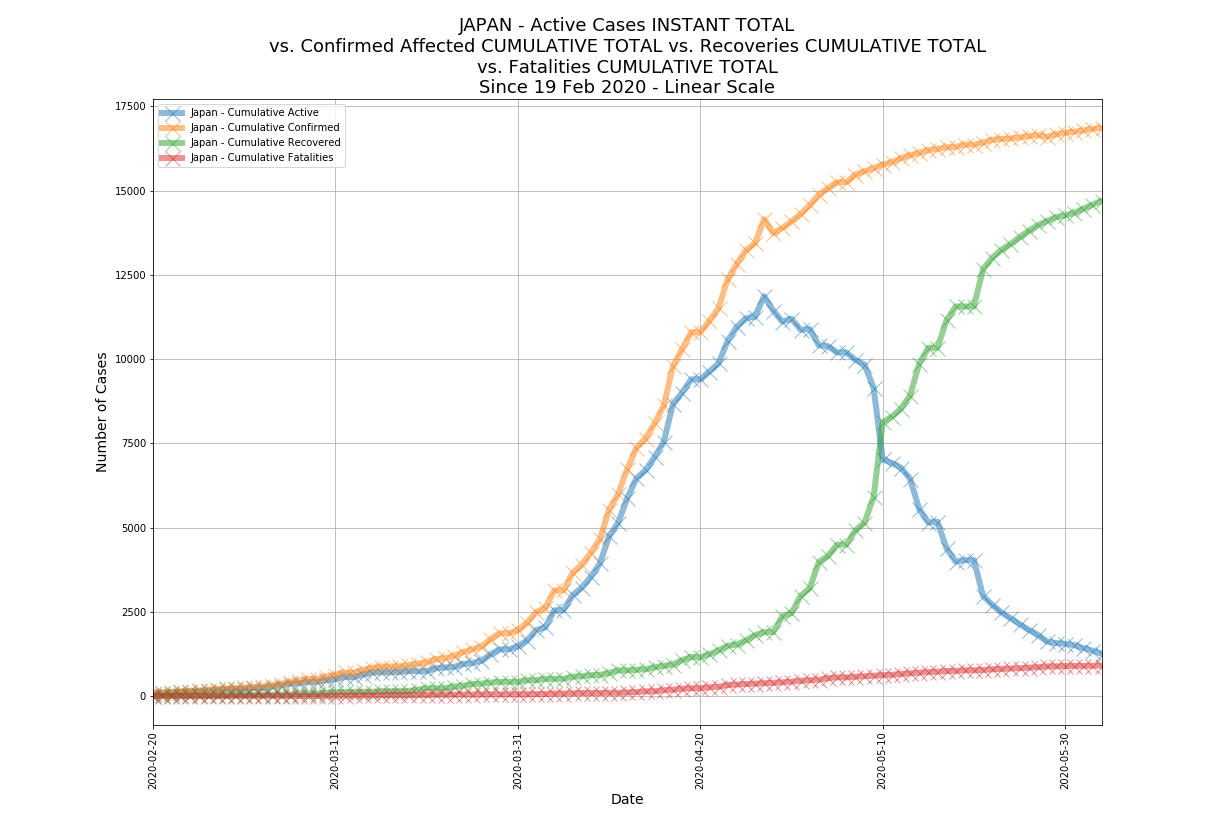 JAPAN - Active Cases INSTANT TOTAL
vs. Confirmed Affected CUMULATIVE TOTAL vs. Recoveries CUMULATIVE TOTAL
vs. Fatalities CUMULATIVE TOTAL
Since 19 Feb 2020 - Linear Scale
Japan - Cumulative Active
Japan - Cumulative Confirmed
Japan - Cumulative Recovered
Japan - Cumulative Fatalities
Number of Cases
17500
15000
12500
10000
7500
5000
2500
0
2020-02-20
2020-03-11
2020-03-31
2020-04-20
2020-05-10
2020-05-30
Date